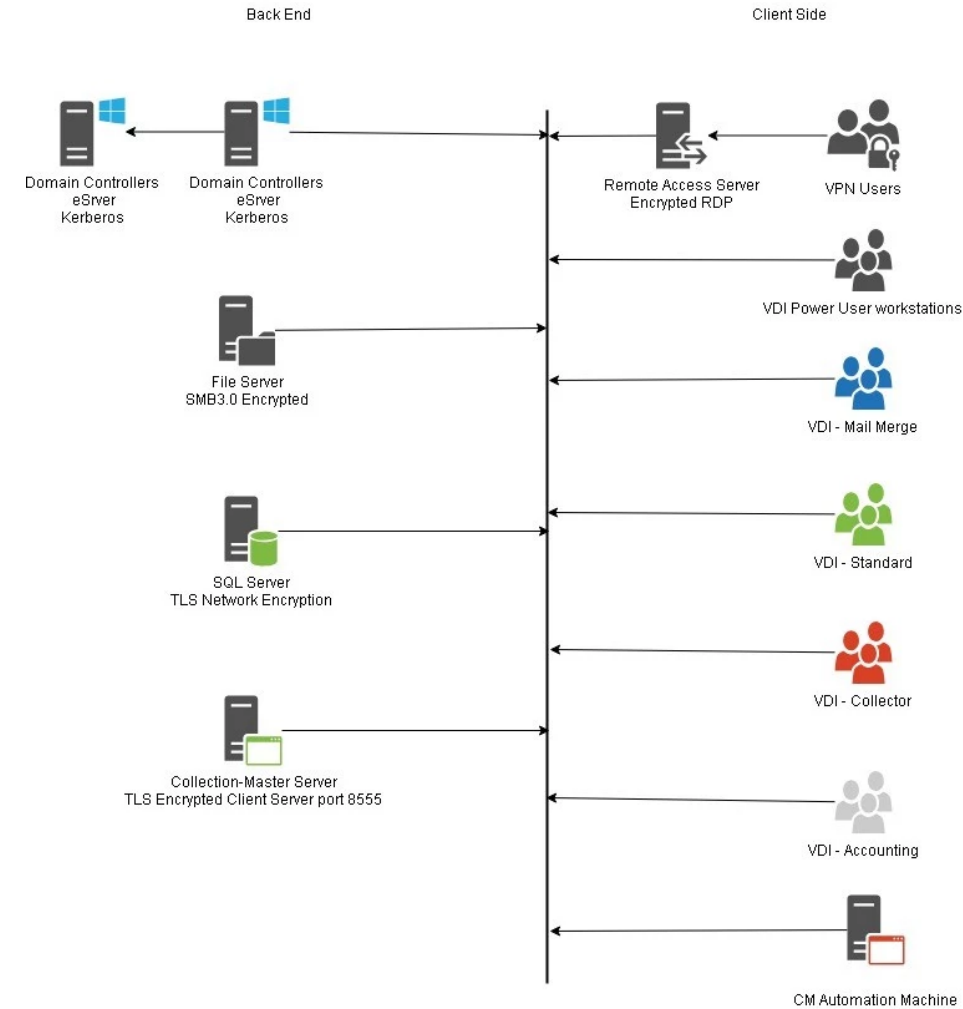 Back End
Client Side
Domain Controllers
eSrver
Kerberos
Domain Controllers
eSrver
Kerberos
Remote Access Server
Encrypted RDP
VPN Users
VDI Power User workstations
File Server
SMB3.0 Encrypted
VDI - Mail Merge
SQL Server
TLS Network Encryption
VDI - Standard
VDI - Collector
Collection-Master Server
TLS Encrypted Client Server port 8555
VDI - Accounting
CM Automation Machine